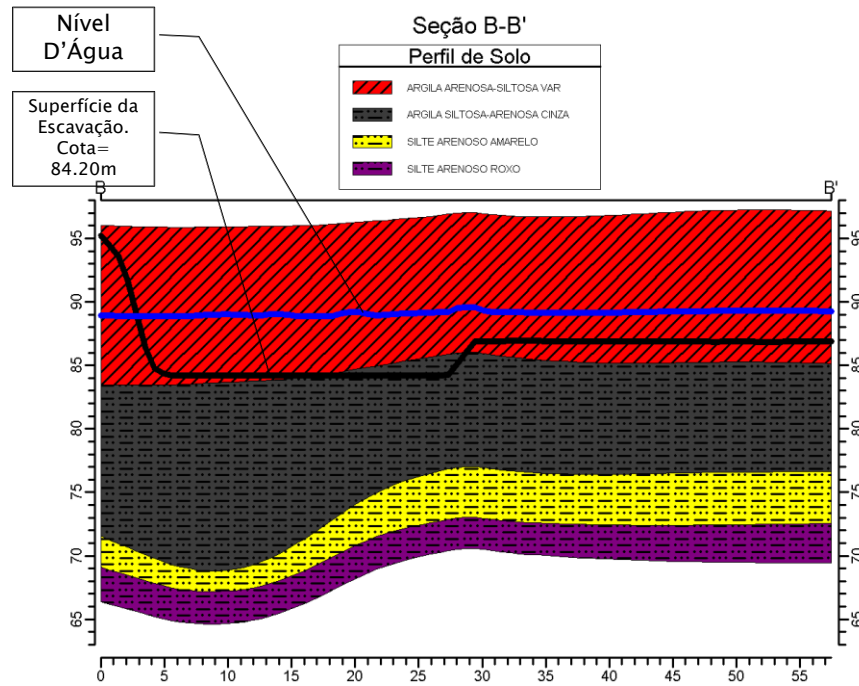 Nível
D'Água
Superfície da
Escavação.
Cota=
84.20m
Seção B-B'
Perfil de Solo
ARGILA ARENOSA-SILTOSA VAR
ARGILA SILTOSA-ARENOSA CINZA
SILTE ARENOSO AMARELO
SILTE ARENOSO ROXO
B
B'
95
90
85
80
75
70
65
95
90
85
80
75
70
65
0 5 10 15 20 25 30 35 40 45 50 55